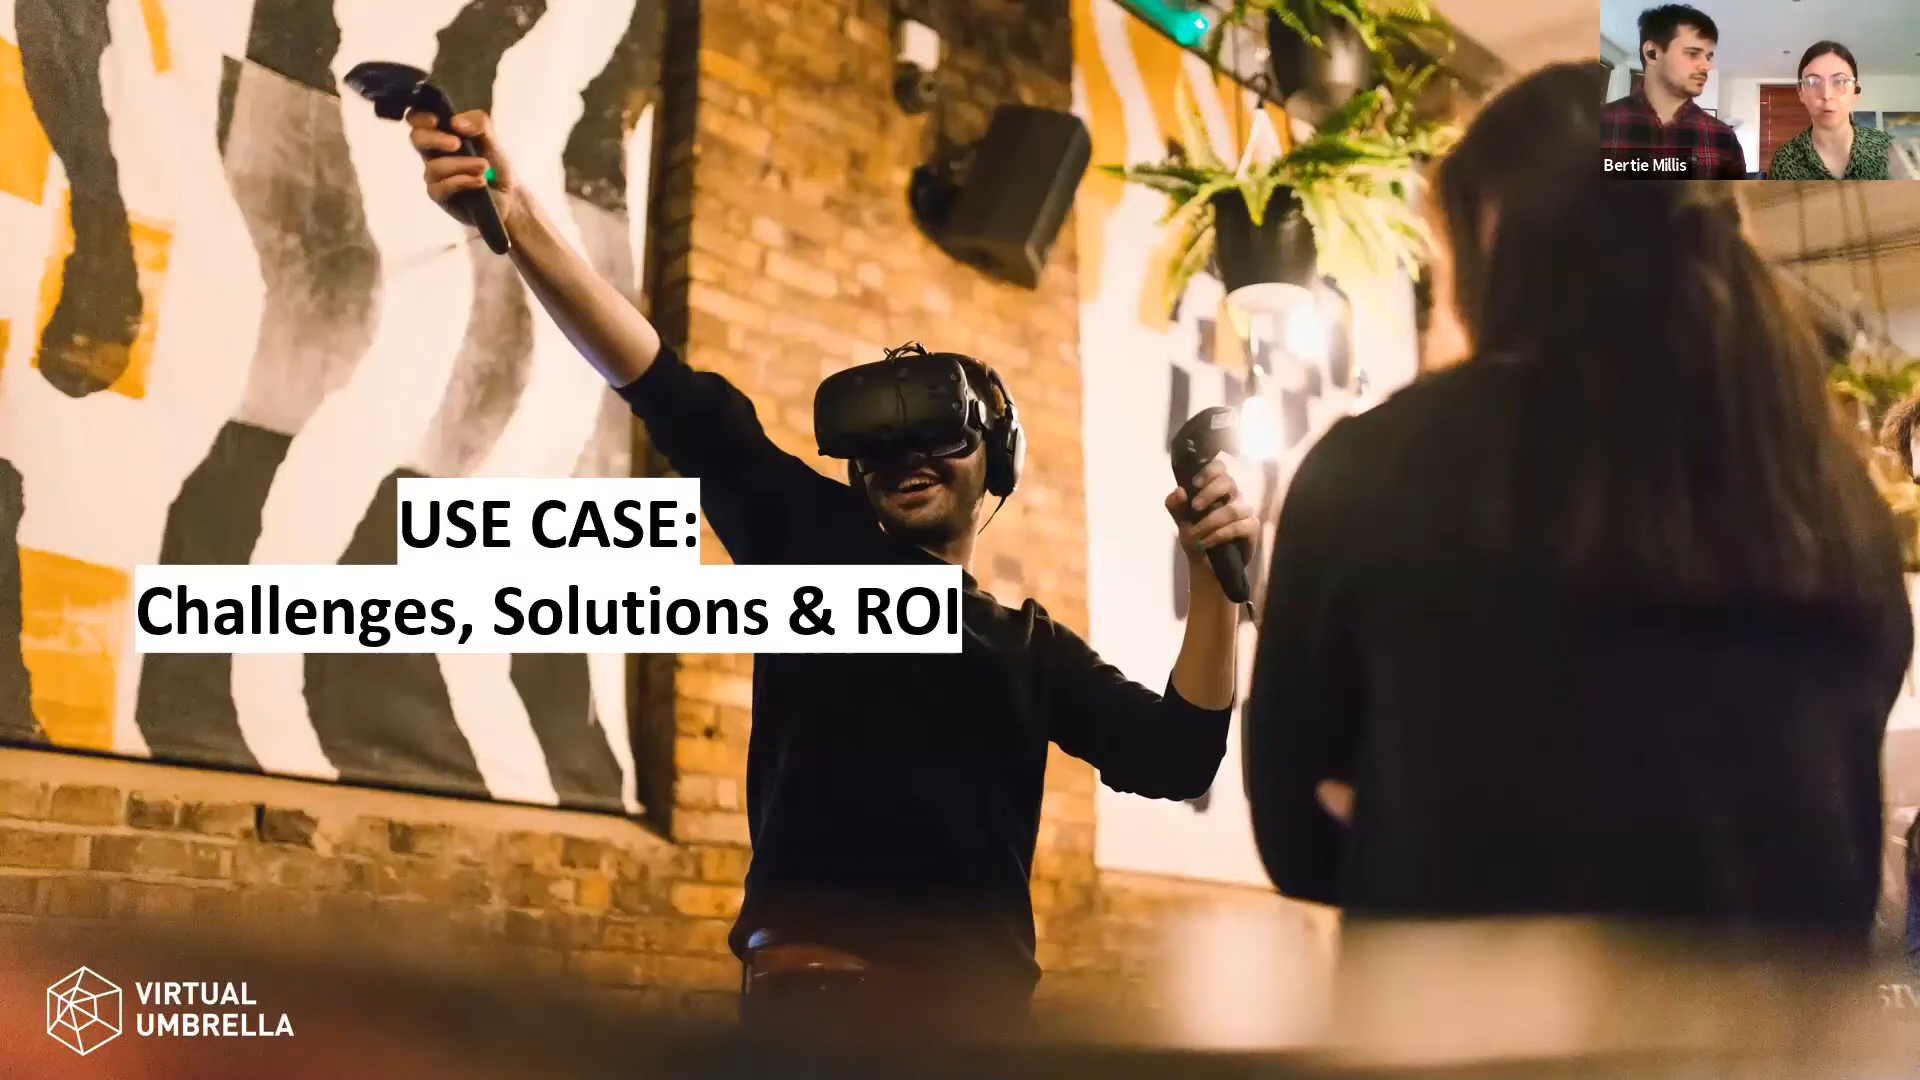 Bertie Millis
USE CASE:
Challenges, Solutions & ROI
VIRTUAL
UMBRELLA